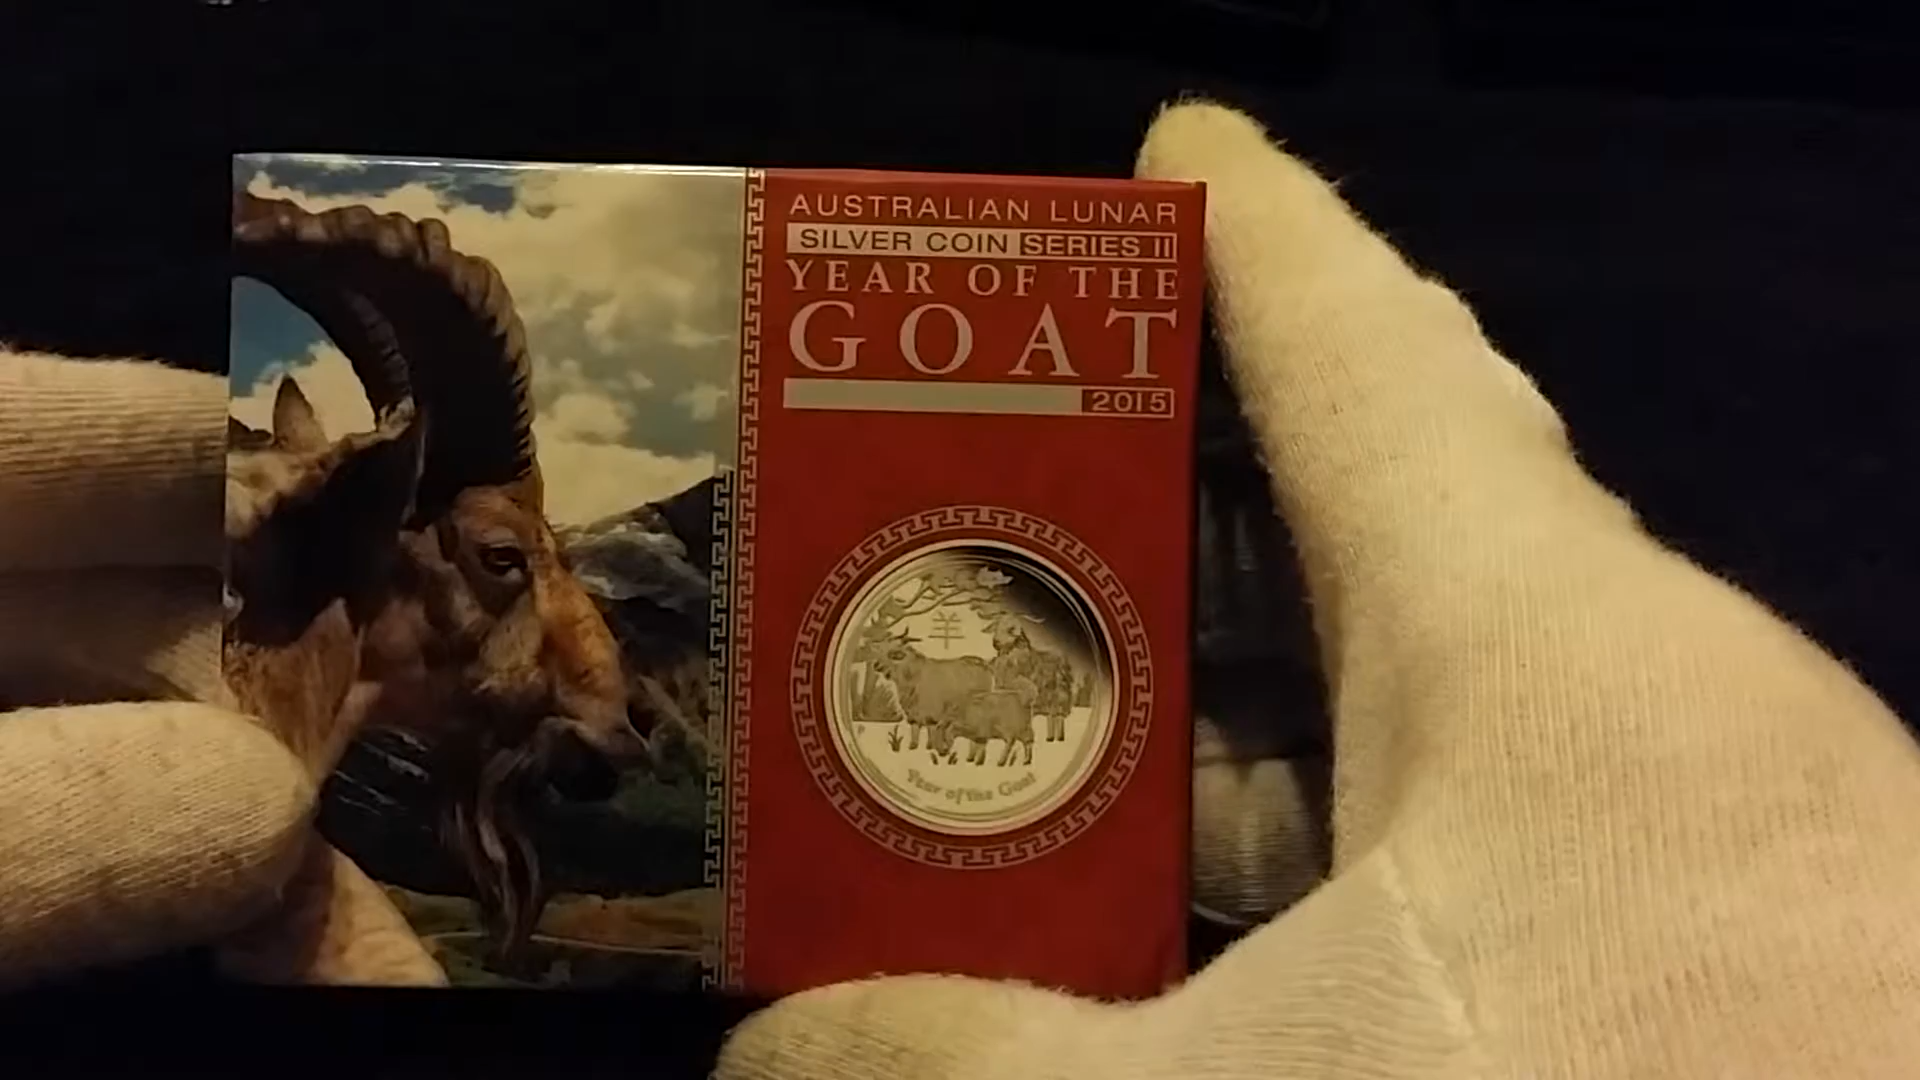 AUSTRALIAN LUNAR
SILVER COIN SERIES II
YEAR OF THE
GOAT
2015
羊
P
Year of the Goat